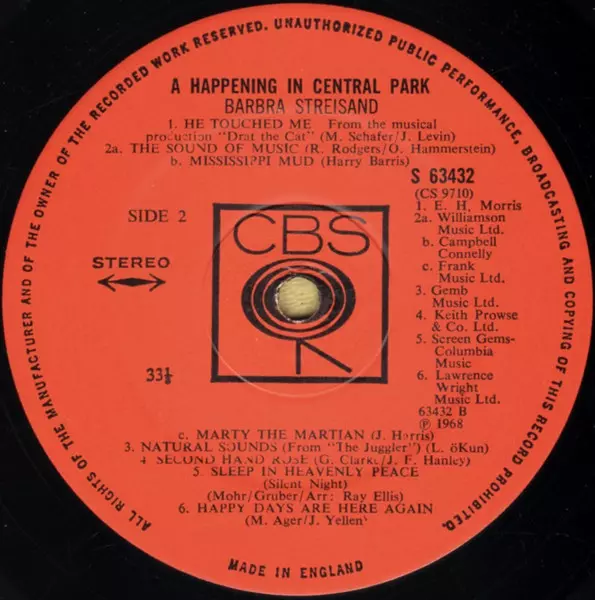 ALL RIGHTS OF THE MANUFACTURER AND OF THE OWNER OF THE RECORDED WORK RESERVED. UNAUTHORIZED PUBLIC PERFORMANCE, BROADCASTING AND COPYING OF THIS RECORD PROHIBITED.
A HAPPENING IN CENTRAL PARK
BARBRA STREISAND
1. HE TOUCHED ME From the musical
production "Drat the Cat" (M. Schafer/J. Levin)
2a. THE SOUND OF MUSIC (R. Rodgers/O. Hammerstein)
b. MISSISSIPPI MUD (Harry Barris)
S 63432
(CS 9710)
SIDE 2
STEREO
33⅓
CBS
1. E. H. Morris
2a. Williamson
Music Ltd.
b. Campbell
Connelly
c. Frank
Music Ltd.
3. Gemb
Music Ltd.
4. Keith Prowse
& Co. Ltd.
5. Screen Gems-
Columbia
Music
6. Lawrence
Wright
Music Ltd.
63432 B
℗ 1968
c. MARTY THE MARTIAN (J. Harris)
3. NATURAL SOUNDS (From "The Juggler") (L. öKun)
4 SECOND HAND ROSE (G. Clarke/J. F. Hanley)
5. SLEEP IN HEAVENLY PEACE
(Silent Night)
(Mohr/Gruber/Arr: Ray Ellis)
6. HAPPY DAYS ARE HERE AGAIN
(M. Ager/J. Yellen)
MADE IN ENGLAND